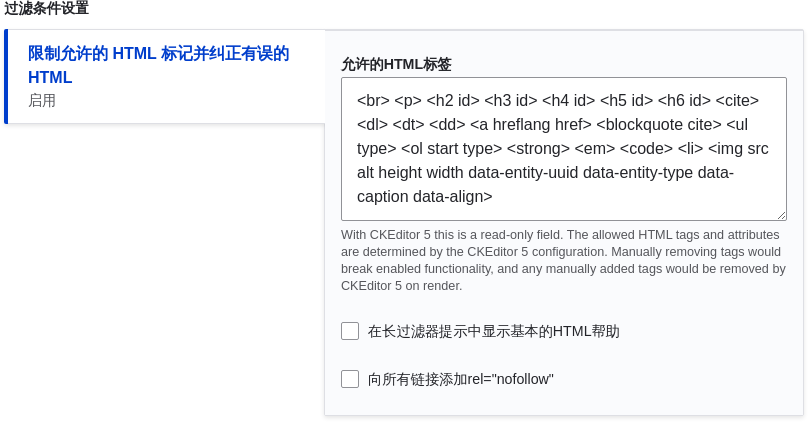 过滤条件设置
限制允许的 HTML 标记并纠正有误的
HTML
启用
允许的HTML标签
<br> <p> <h2 id> <h3 id> <h4 id> <h5 id> <h6 id> <cite>
<dl> <dt> <dd> <a hreflang href> <blockquote cite> <ul
type> <ol start type> <strong> <em> <code> <li> <img src
alt height width data-entity-uuid data-entity-type data-
caption data-align>
With CKEditor 5 this is a read-only field. The allowed HTML tags and attributes
are determined by the CKEditor 5 configuration. Manually removing tags would
break enabled functionality, and any manually added tags would be removed by
CKEditor 5 on render.
在长过滤器提示中显示基本的HTML帮助
向所有链接添加rel="nofollow"